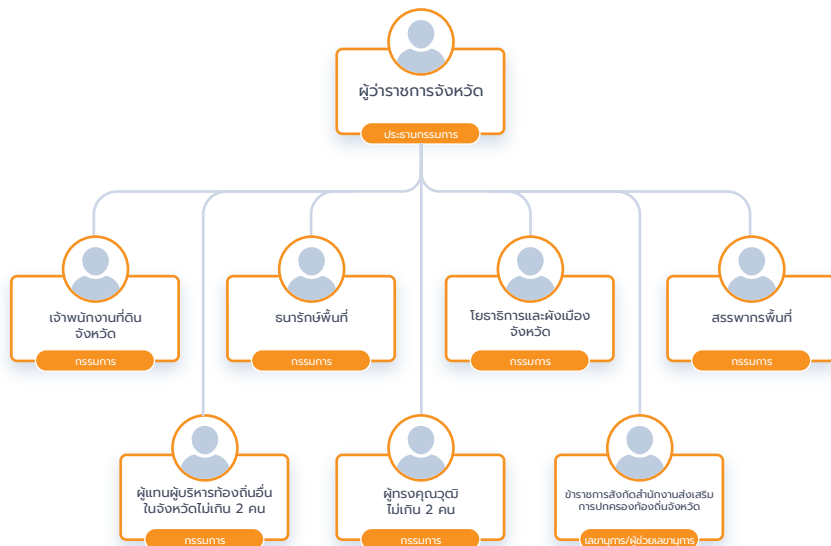 ผู้ว่าราชการจังหวัด
ประธานกรรมการ
เจ้าพนักงานที่ดิน
จังหวัด
กรรมการ
ธนารักษ์พื้นที่
กรรมการ
โยธาธิการและผังเมือง
จังหวัด
กรรมการ
สรรพากรพื้นที่
กรรมการ
ผู้แทนผู้บริหารท้องถิ่นอื่น
ในจังหวัดไม่เกิน 2 คน
กรรมการ
ผู้ทรงคุณวุฒิ
ไม่เกิน 2 คน
กรรมการ
ข้าราชการสังกัดสำนักงานส่งเสริม
การปกครองท้องถิ่นจังหวัด
เลขานุการ/ผู้ช่วยเลขานุการ